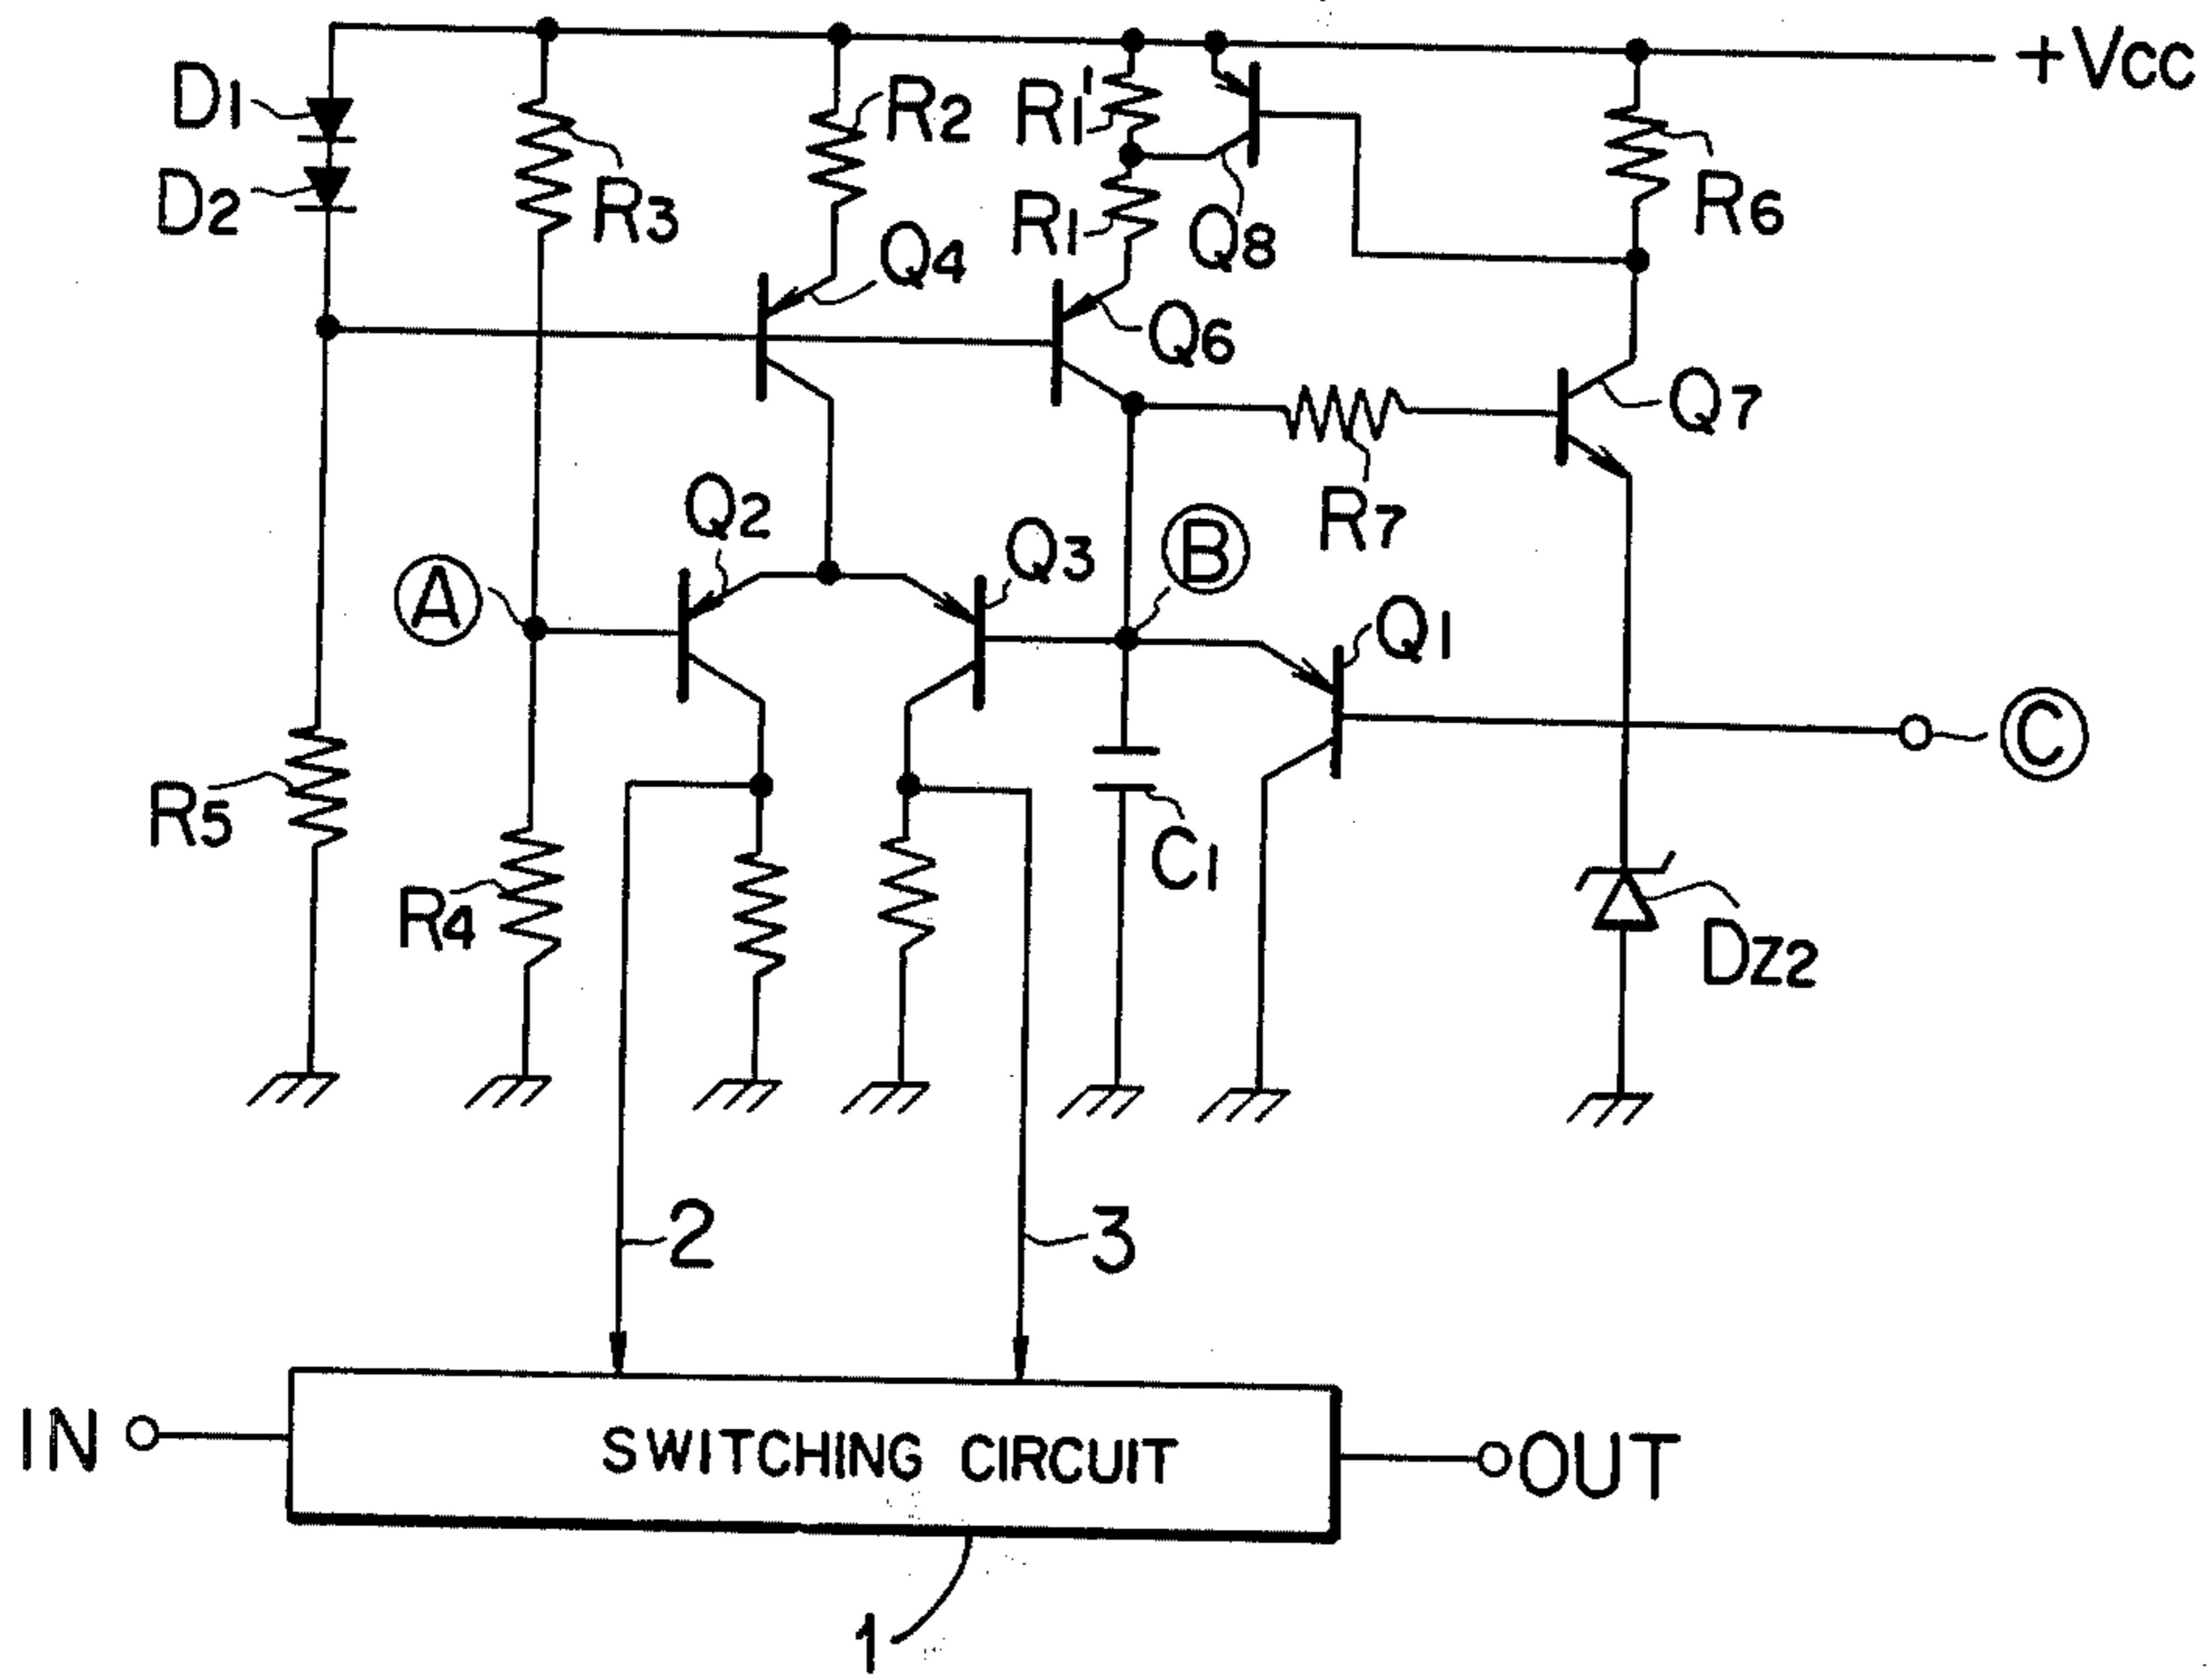 +Vcc
D1
R2
R1'
D2
R3
R1
Q8
R6
Q4
Q6
Q7
Q2
Q3
B
R7
A
Q1
C
R5
C1
R4
DZ2
2
3
IN
SWITCHING CIRCUIT
OUT
1